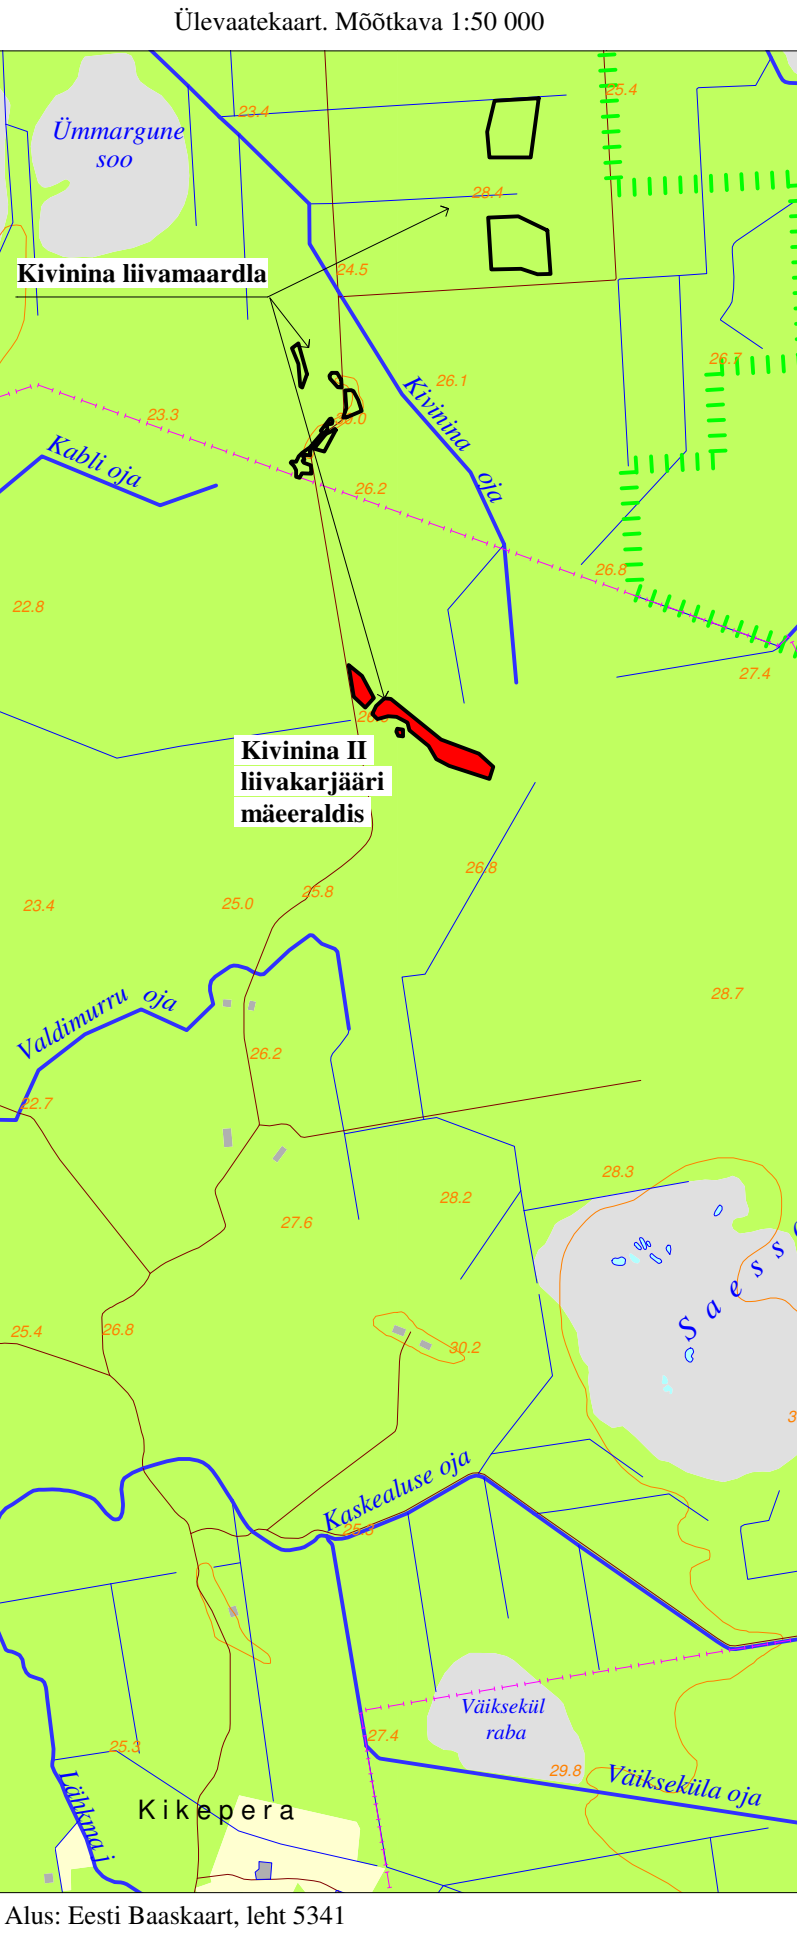 Ülevaatekaart. Mõõtkava 1:50 000
25.4
23.4
Ümmargune
soo
28.4
Kivinina liivamaardla
24.5
26.7
26.1
Kivinina oja
23.3
Kabli oja
26.2
26.8
22.8
27.4
Kivinina II
liivakarjääri
mäeeraldis
26.8
25.8
25.0
23.4
28.7
Valdimurru oja
26.2
22.7
28.3
28.2
27.6
Saess
26.8
25.4
30.2
Kaskealuse oja
25.3
Väiksekül
raba
27.4
25.3
29.8
Väikseküla oja
Lähkma j
Kikepera
Alus: Eesti Baaskaart, leht 5341